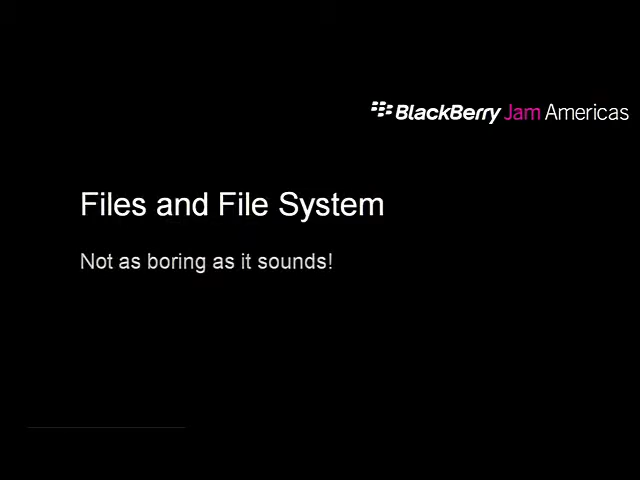 BlackBerry Jam Americas
Files and File System
Not as boring as it sounds!